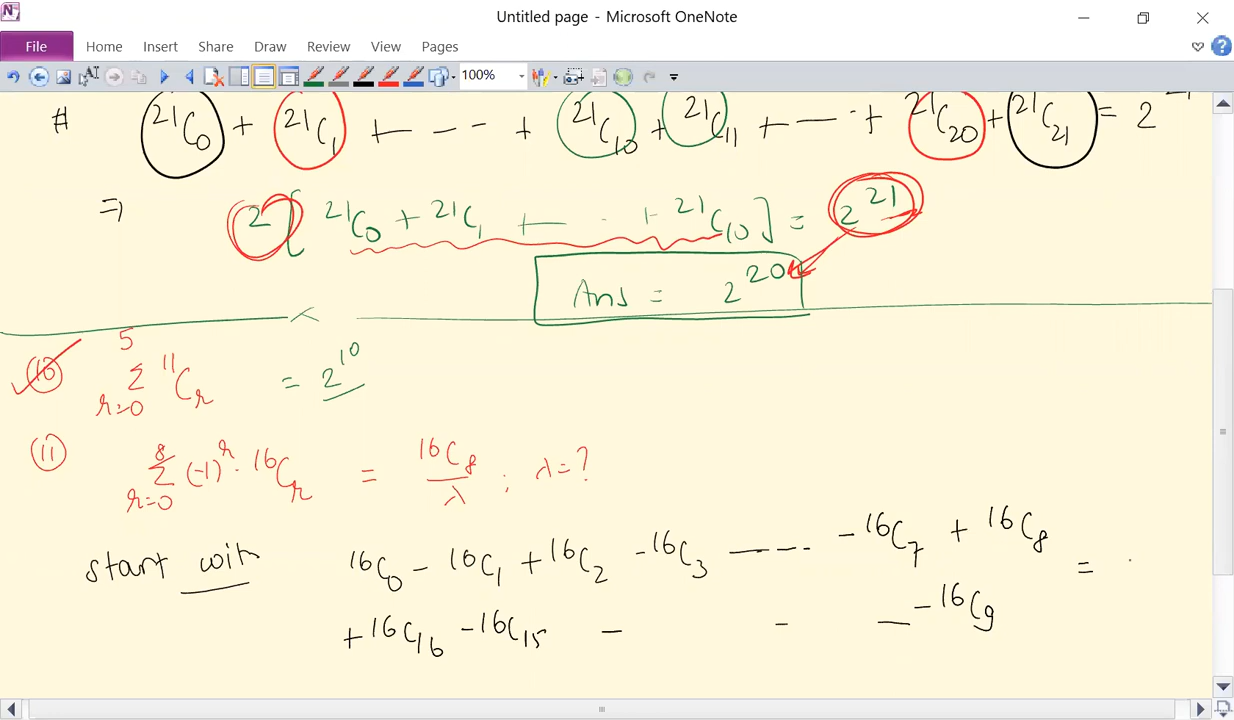 Untitled page - Microsoft OneNote
File Home Insert Share Draw Review View Pages
100%
# ²¹C₀ + ²¹C₁ + - - - + ²¹C₁₀ + ²¹C₁₁ + - - - + ²¹C₂₀ + ²¹C₂₁ = 2²¹
⇒ 2 [ ²¹C₀ + ²¹C₁ + - - + ²¹C₁₀ ] = 2²¹
Ans = 2²⁰
(10) 5 Σ r=0 ¹¹Cᵣ = 2¹⁰
(11) 8 Σ r=0 (-1)ʳ · ¹⁶Cᵣ = ¹⁶C₈ / λ ; λ = ?
start with ¹⁶C₀ - ¹⁶C₁ + ¹⁶C₂ - ¹⁶C₃ - - - - - ¹⁶C₇ + ¹⁶C₈ =
+ ¹⁶C₁₆ - ¹⁶C₁₅ - - - - ¹⁶C₉